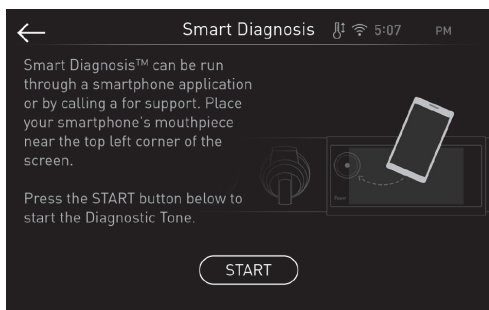 Smart Diagnosis 5:07 PM
Smart Diagnosis™ can be run
through a smartphone application
or by calling a for support. Place
your smartphone's mouthpiece
near the top left corner of the
screen.
Press the START button below to
start the Diagnostic Tone.
Power
START